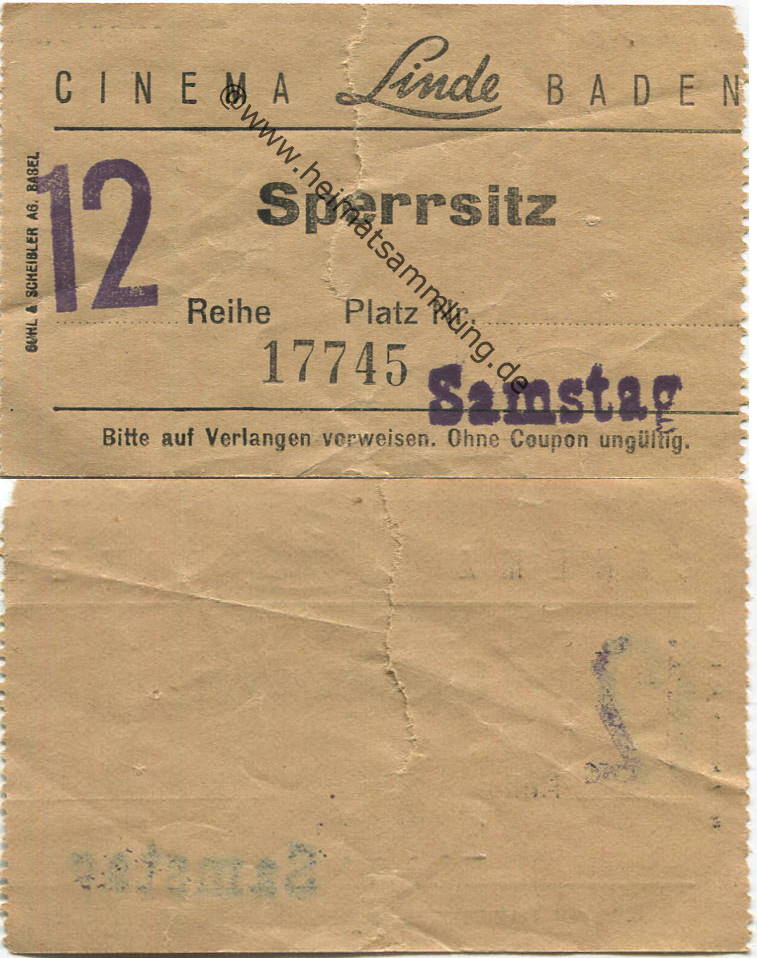 CINEMA Linde BADEN
12
Sperrsitz
Reihe Platz Nr.
17745
Samstag
Bitte auf Verlangen vorweisen. Ohne Coupon ungültig.
GUHL & SCHEIBLER AG. BASEL
@www.heimatsammlung.de
Samstag